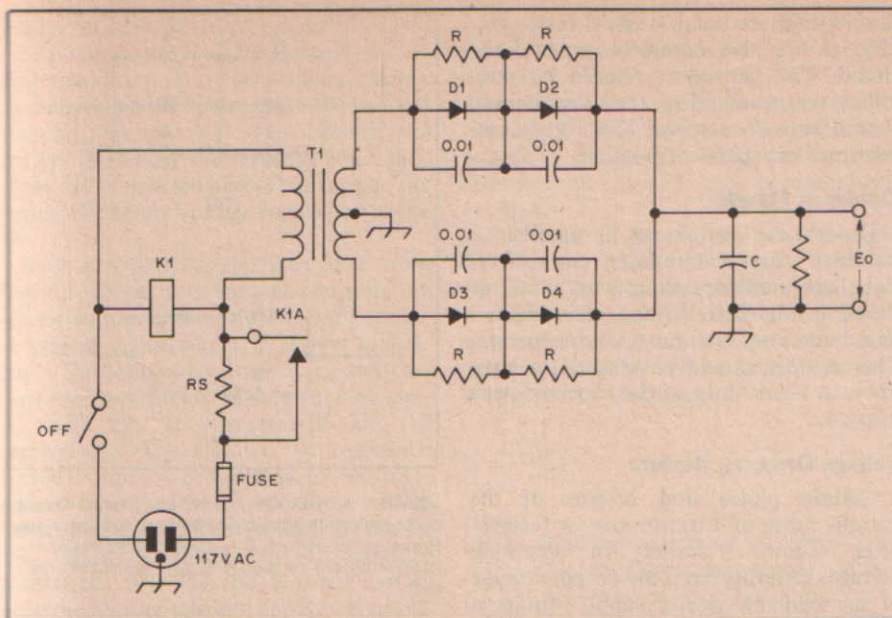 R R
D1 D2
0.01 0.01
T1
K1
0.01 0.01
C
Eo
K1A
D3 D4
RS
R R
OFF
FUSE
117VAC